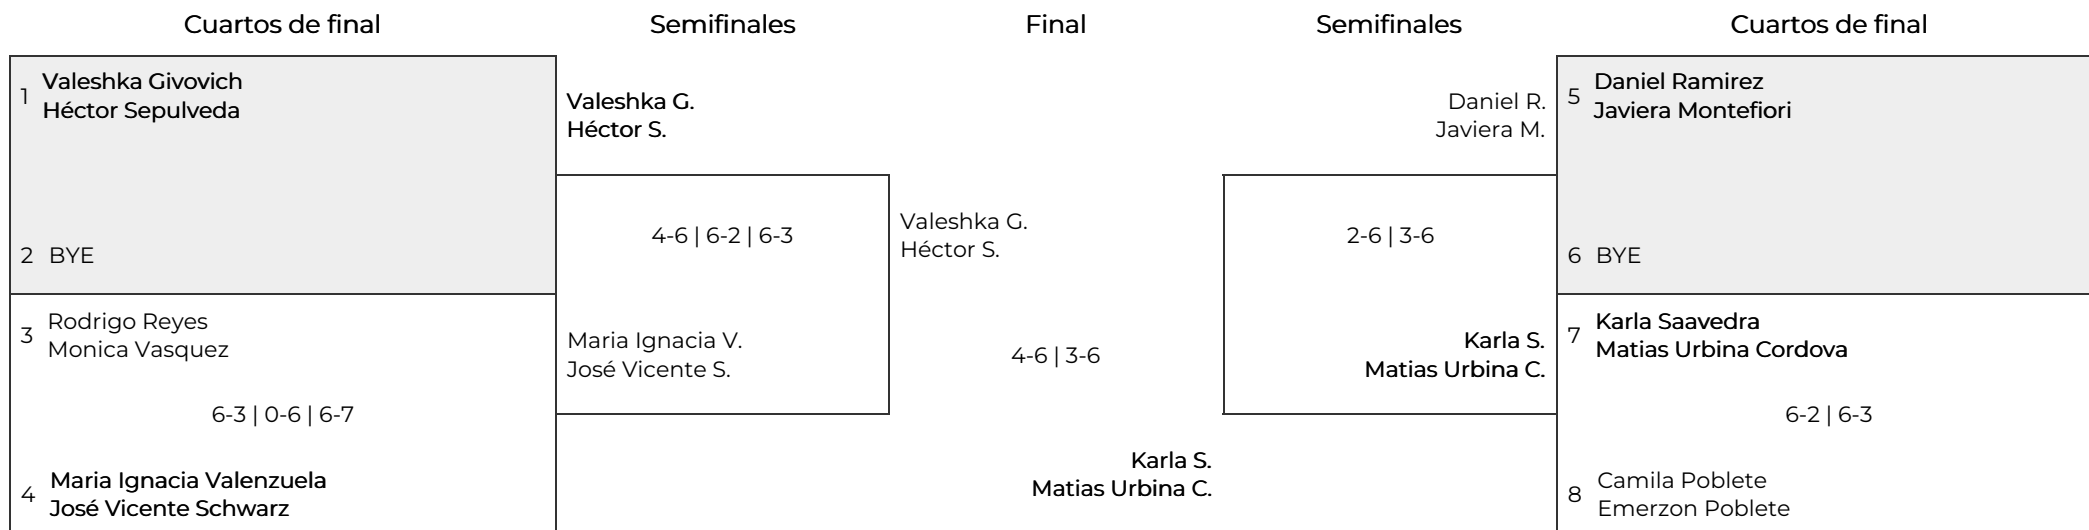 Cuartos de final
Semifinales
Final
Semifinales
Cuartos de final
1
Valeshka Givovich
Héctor Sepulveda
2 BYE
3
Rodrigo Reyes
Monica Vasquez
6-3 | 0-6 | 6-7
4
Maria Ignacia Valenzuela
José Vicente Schwarz
Valeshka G.
Héctor S.
4-6 | 6-2 | 6-3
Maria Ignacia V.
José Vicente S.
Valeshka G.
Héctor S.
4-6 | 3-6
Karla S.
Matias Urbina C.
Daniel R.
Javiera M.
2-6 | 3-6
Karla S.
Matias Urbina C.
5
Daniel Ramirez
Javiera Montefiori
6 BYE
7
Karla Saavedra
Matias Urbina Cordova
6-2 | 6-3
8
Camila Poblete
Emerzon Poblete